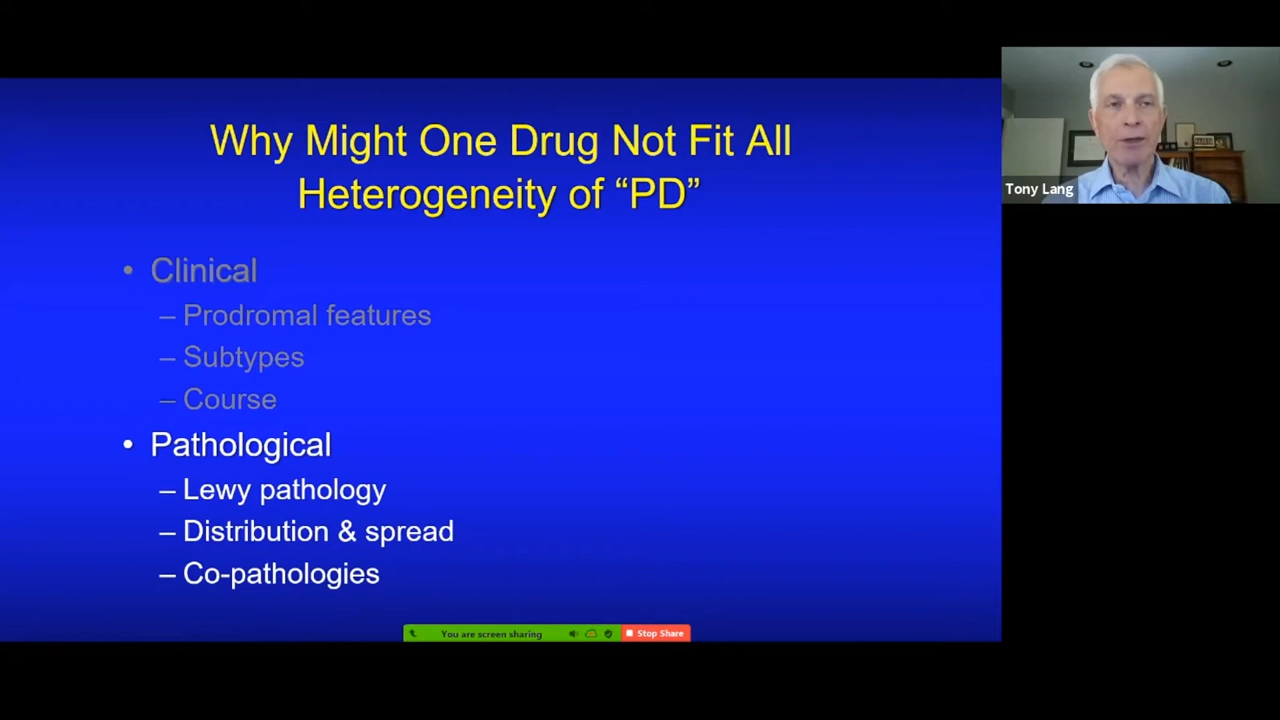 Why Might One Drug Not Fit All
Heterogeneity of “PD”
• Clinical
– Prodromal features
– Subtypes
– Course
• Pathological
– Lewy pathology
– Distribution & spread
– Co-pathologies
You are screen sharing
Stop Share
Tony Lang